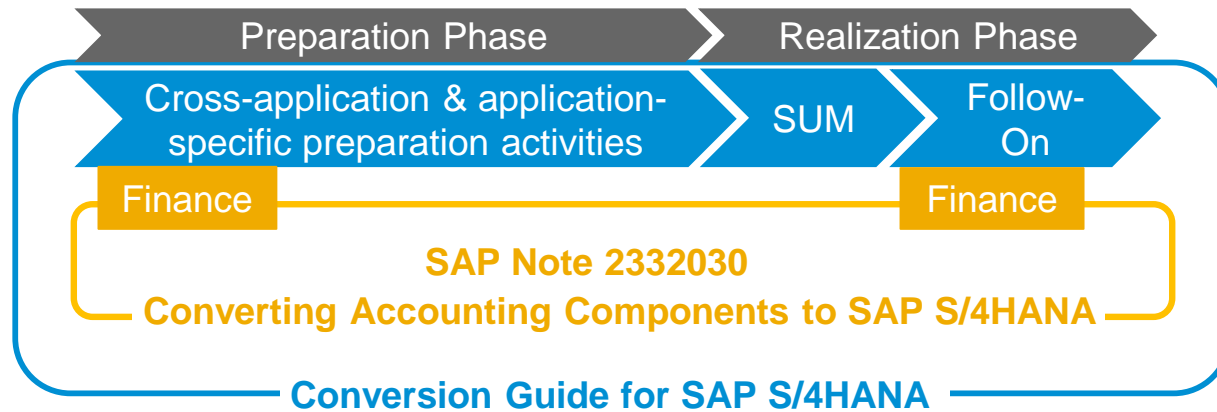 Preparation Phase
Realization Phase
Cross-application & application-
specific preparation activities
SUM
Follow-
On
Finance
Finance
SAP Note 2332030
Converting Accounting Components to SAP S/4HANA
Conversion Guide for SAP S/4HANA